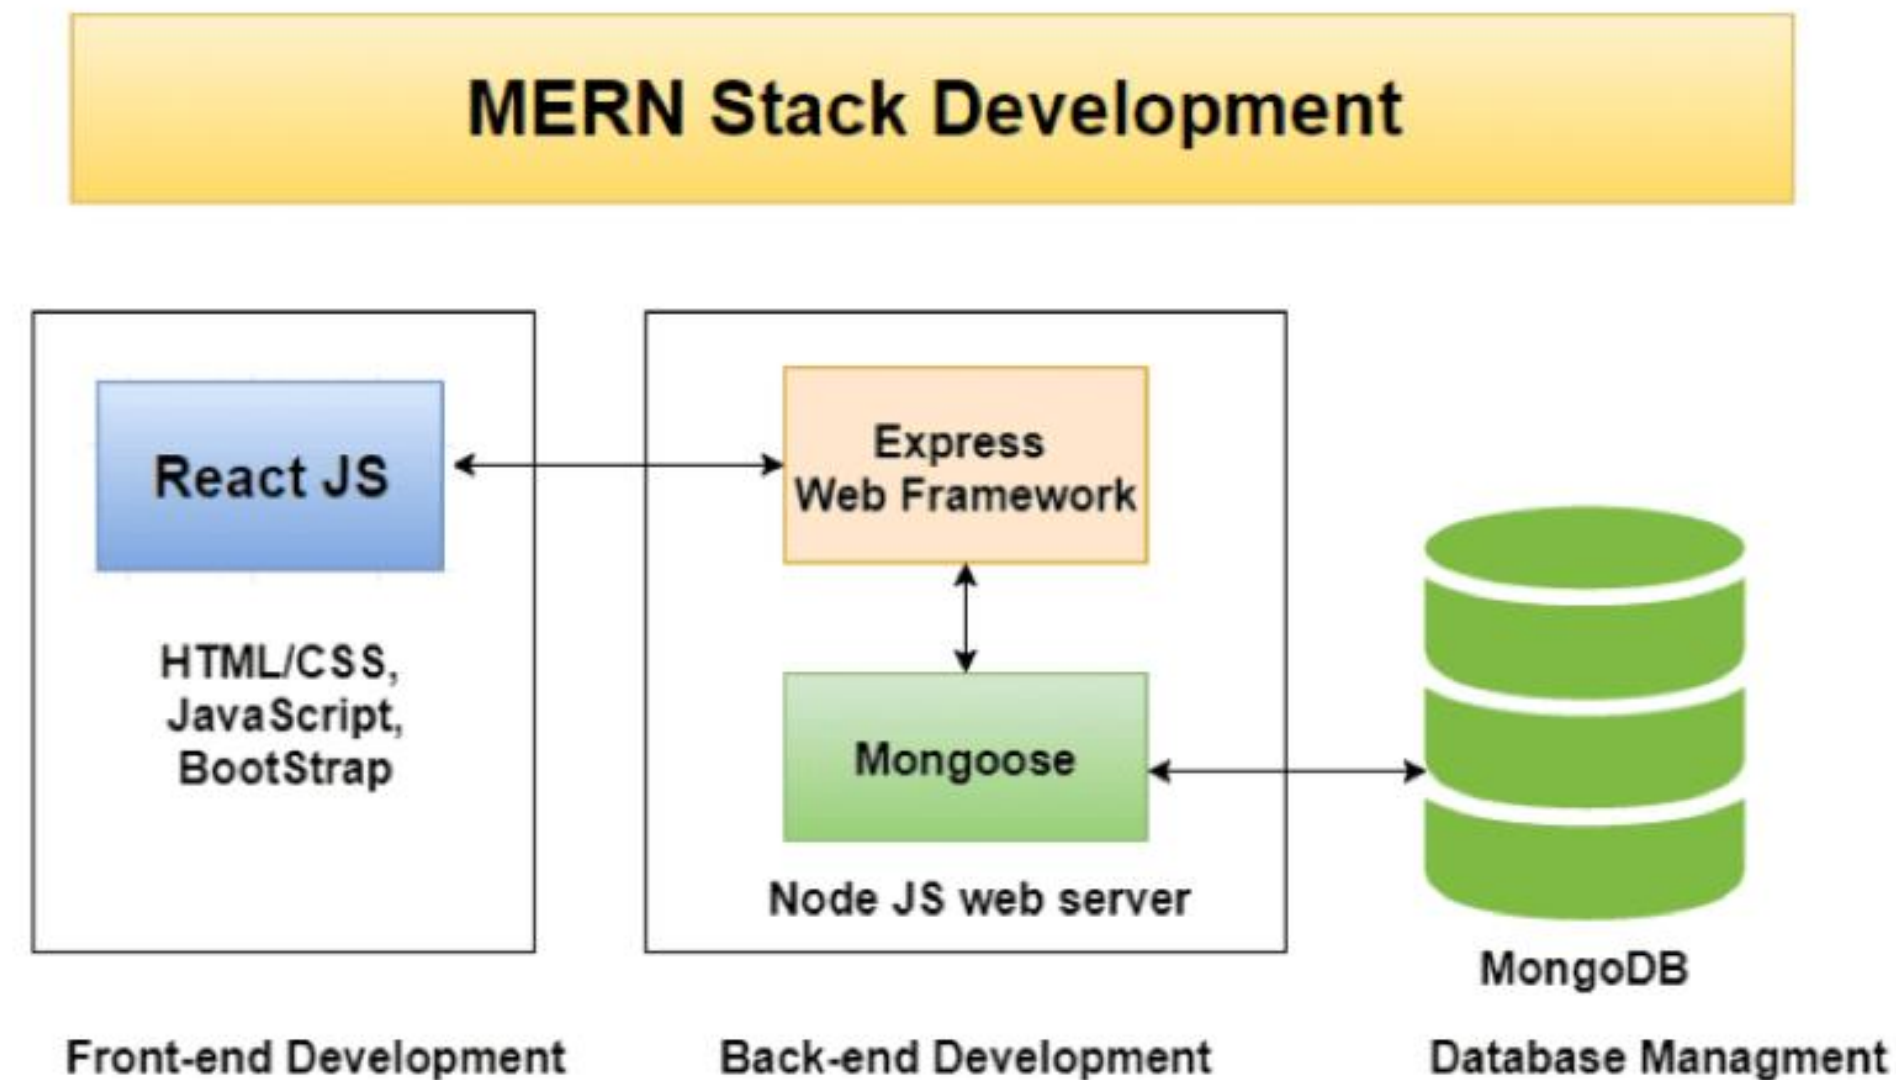 MERN Stack Development
React JS
HTML/CSS,
JavaScript,
BootStrap
Express
Web Framework
Mongoose
Node JS web server
MongoDB
Front-end Development
Back-end Development
Database Managment